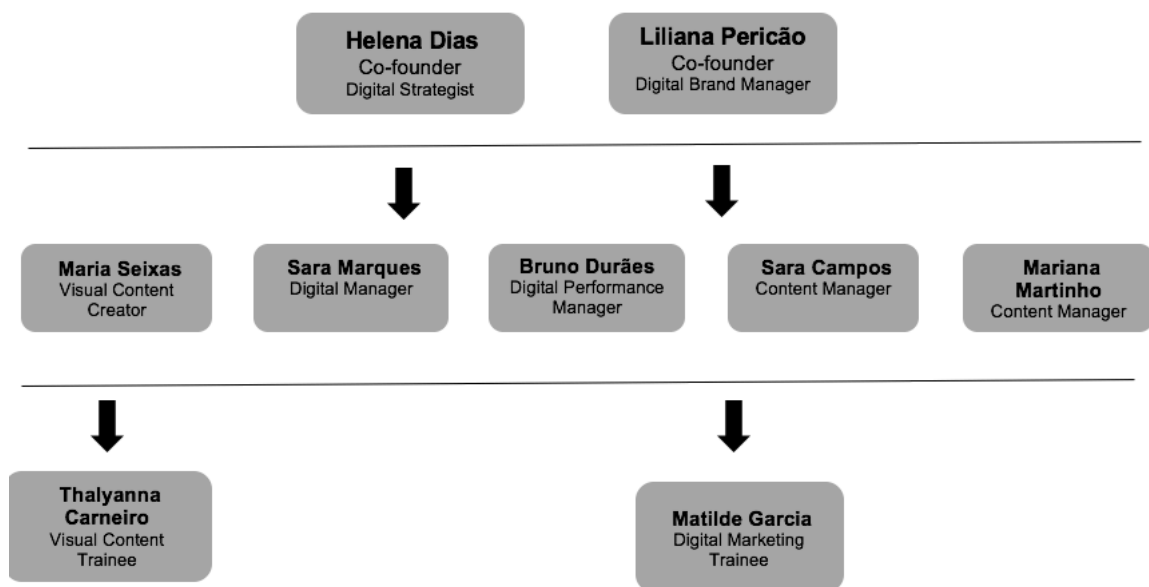 Helena Dias
Co-founder
Digital Strategist
Liliana Pericão
Co-founder
Digital Brand Manager
Maria Seixas
Visual Content
Creator
Sara Marques
Digital Manager
Bruno Durães
Digital Performance
Manager
Sara Campos
Content Manager
Mariana
Martinho
Content Manager
Thalyanna
Carneiro
Visual Content
Trainee
Matilde Garcia
Digital Marketing
Trainee